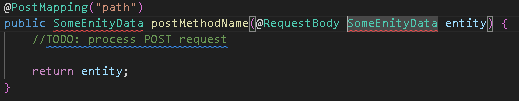 @PostMapping("path")
public SomeEnityData postMethodName(@RequestBody SomeEnityData entity) {
//TODO: process POST request
return entity;
}